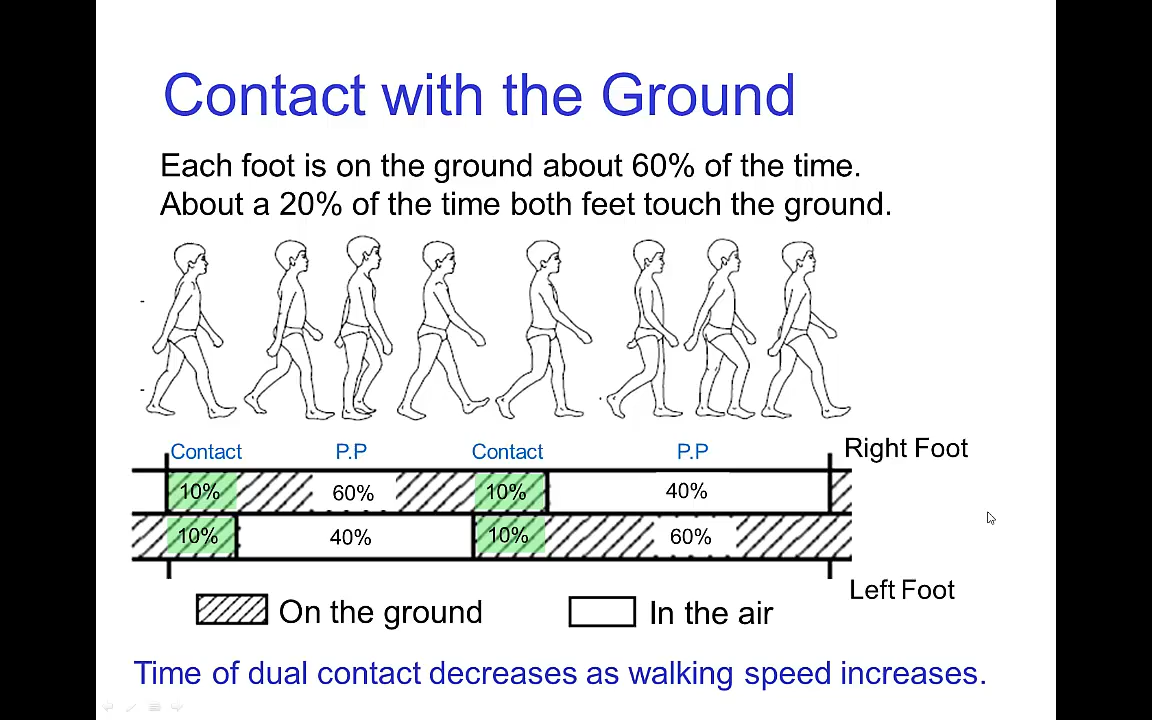 Contact with the Ground
Each foot is on the ground about 60% of the time.
About a 20% of the time both feet touch the ground.
Contact P.P Contact P.P Right Foot
10% 60% 10% 40%
10% 40% 10% 60%
Left Foot
On the ground In the air
Time of dual contact decreases as walking speed increases.